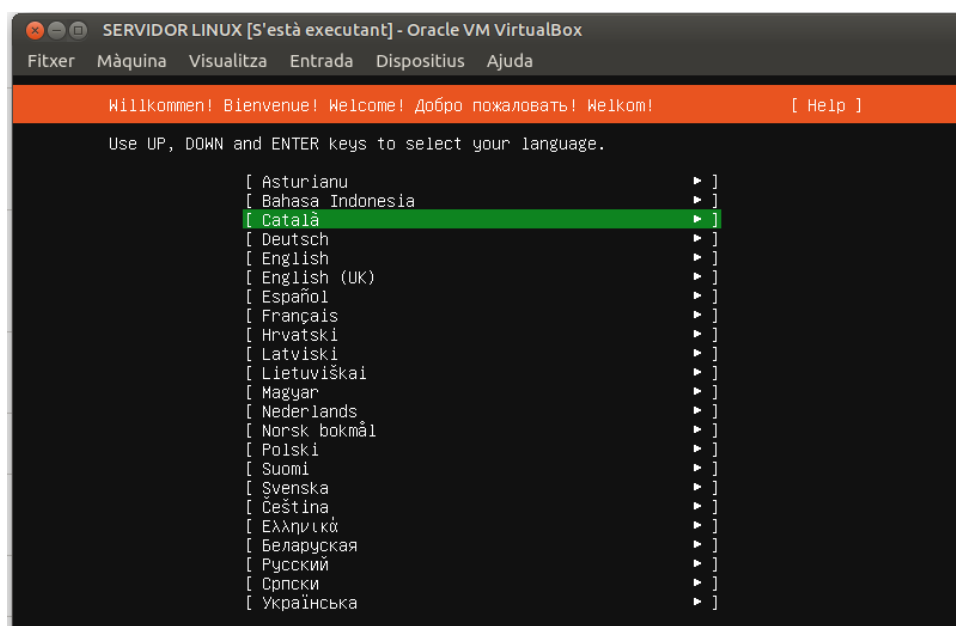 SERVIDOR LINUX [S'està executant] - Oracle VM VirtualBox
Fitxer Màquina Visualitza Entrada Dispositius Ajuda
Willkommen! Bienvenue! Welcome! Добро пожаловать! Welkom! [ Help ]
Use UP, DOWN and ENTER keys to select your language.
[ Asturianu ► ]
[ Bahasa Indonesia ► ]
[ Català ► ]
[ Deutsch ► ]
[ English ► ]
[ English (UK) ► ]
[ Español ► ]
[ Français ► ]
[ Hrvatski ► ]
[ Latviski ► ]
[ Lietuviškai ► ]
[ Magyar ► ]
[ Nederlands ► ]
[ Norsk bokmål ► ]
[ Polski ► ]
[ Suomi ► ]
[ Svenska ► ]
[ Čeština ► ]
[ Ελληνικά ► ]
[ Беларуская ► ]
[ Русский ► ]
[ Српски ► ]
[ Українська ► ]